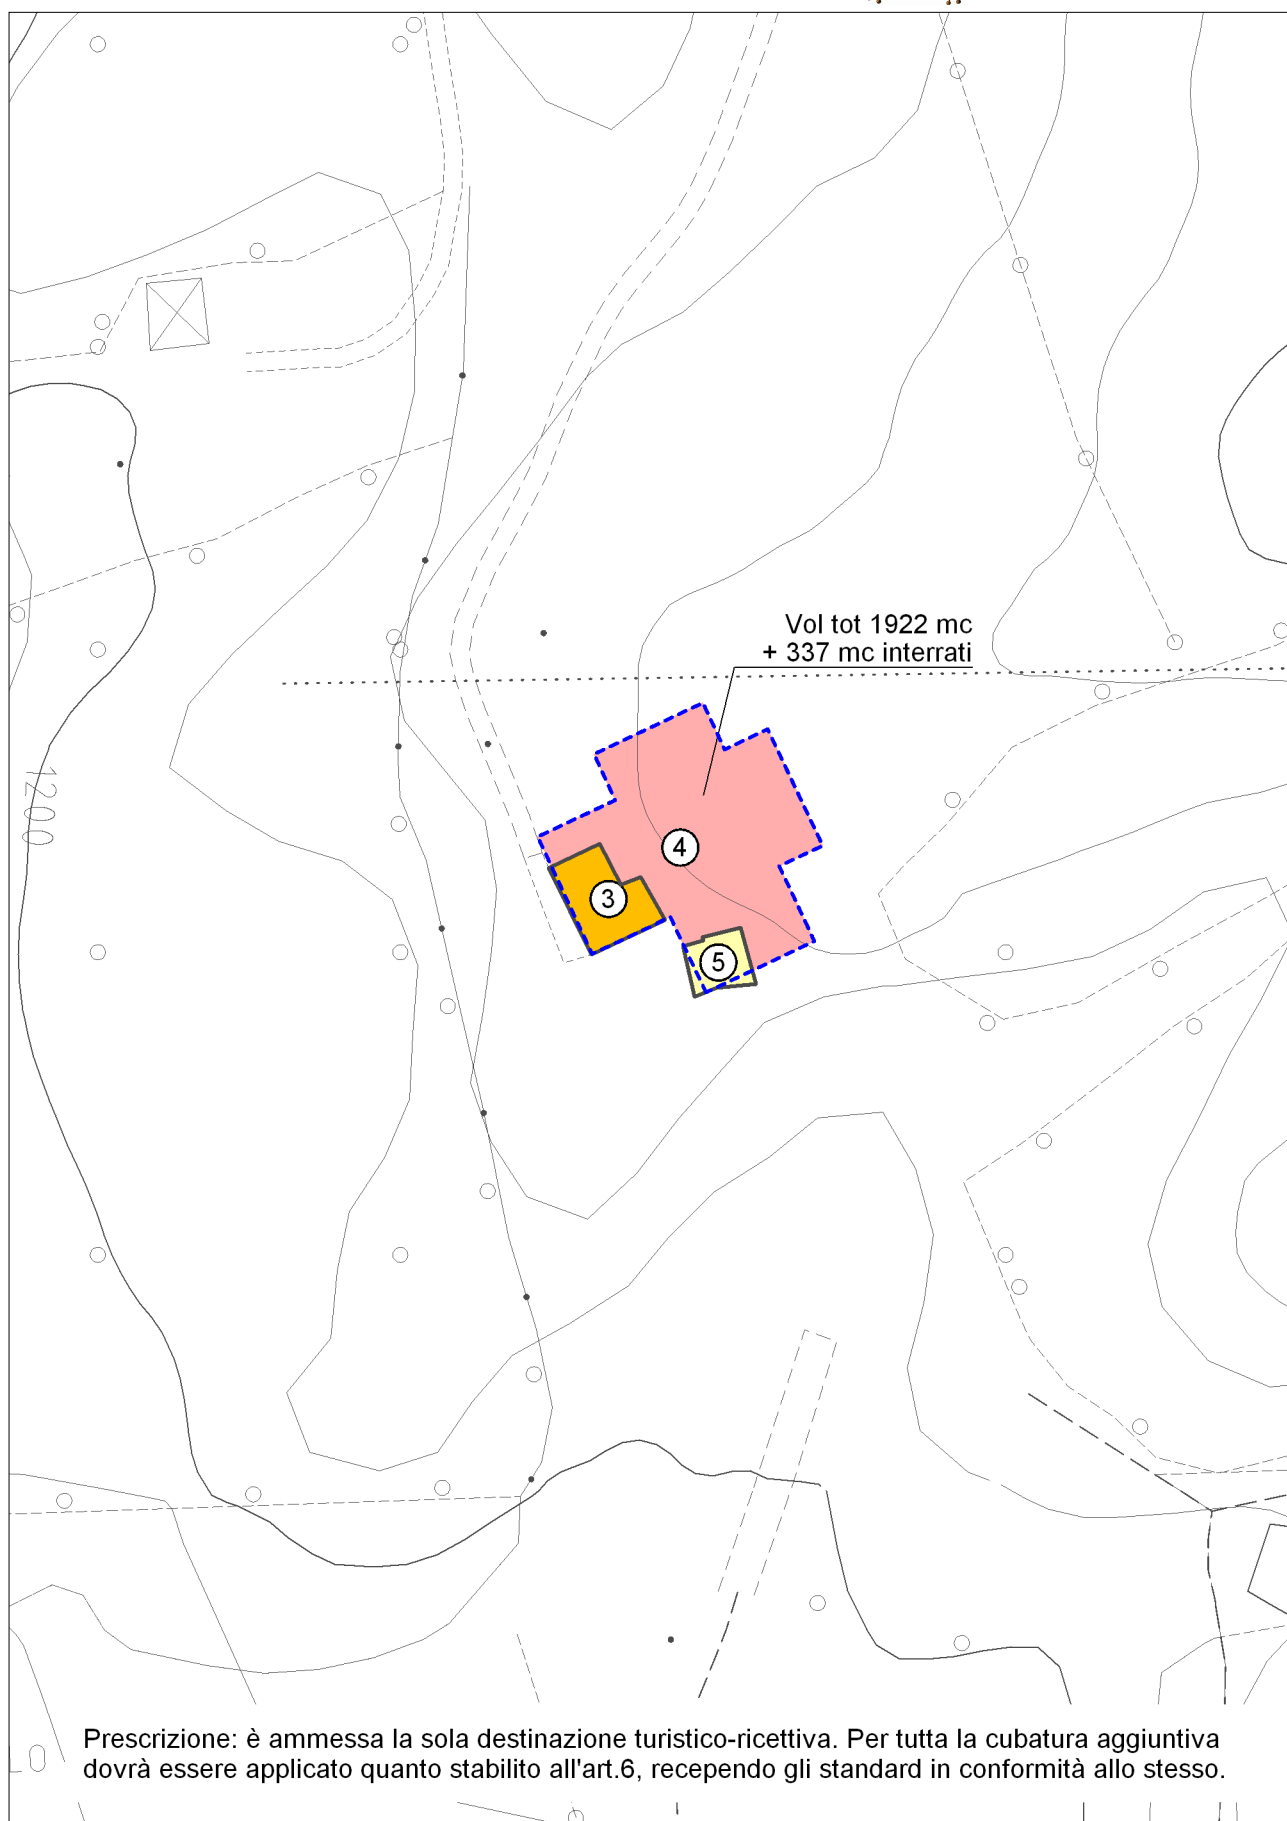 Vol tot 1922 mc
+ 337 mc interrati
4
3
5
1200
Prescrizione: è ammessa la sola destinazione turistico-ricettiva. Per tutta la cubatura aggiuntiva
dovrà essere applicato quanto stabilito all'art.6, recependo gli standard in conformità allo stesso.